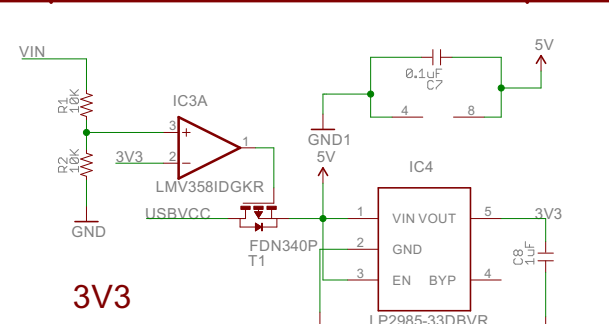 VIN
5V
0.1uF
C7
R1
10K
IC3A
4
8
3
1
GND1
R2
10K
3V3
2
5V
IC4
LMV358IDGKR
USBVCC
1
VIN VOUT
5
3V3
GND
FDN340P
T1
2
GND
C8
1uF
3V3
3
EN BYP
4
LP2985-33DBVR